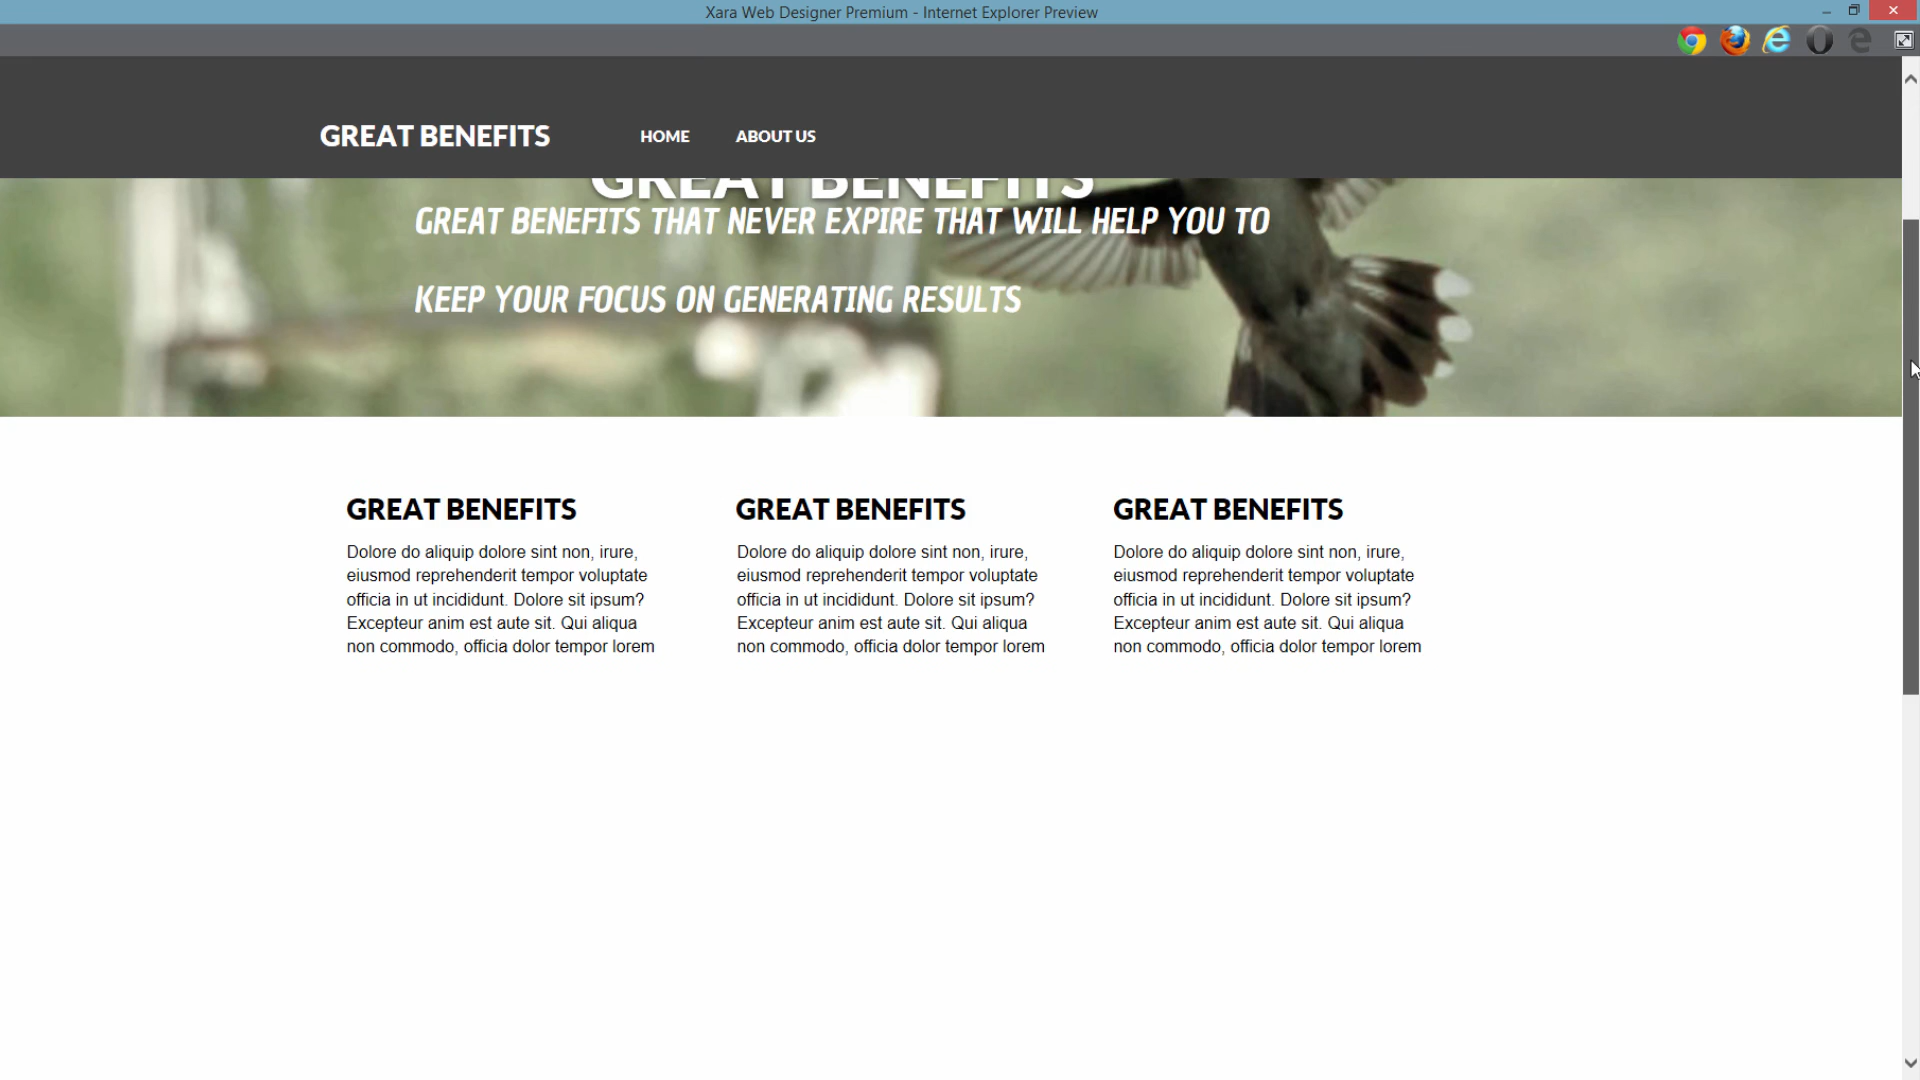 Xara Web Designer Premium - Internet Explorer Preview
GREAT BENEFITS
HOME
ABOUT US
GREAT BENEFITS
GREAT BENEFITS THAT NEVER EXPIRE THAT WILL HELP YOU TO
KEEP YOUR FOCUS ON GENERATING RESULTS
GREAT BENEFITS
Dolore do aliquip dolore sint non, irure,
eiusmod reprehenderit tempor voluptate
officia in ut incididunt. Dolore sit ipsum?
Excepteur anim est aute sit. Qui aliqua
non commodo, officia dolor tempor lorem
GREAT BENEFITS
Dolore do aliquip dolore sint non, irure,
eiusmod reprehenderit tempor voluptate
officia in ut incididunt. Dolore sit ipsum?
Excepteur anim est aute sit. Qui aliqua
non commodo, officia dolor tempor lorem
GREAT BENEFITS
Dolore do aliquip dolore sint non, irure,
eiusmod reprehenderit tempor voluptate
officia in ut incididunt. Dolore sit ipsum?
Excepteur anim est aute sit. Qui aliqua
non commodo, officia dolor tempor lorem